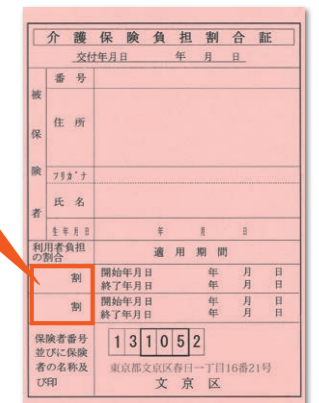 介護保険負担割合証
交付年月日 年 月 日
被保険者
番号
住所
フリガナ
氏名
生年月日 年 月 日
利用者負担の割合 適用期間
割 開始年月日 年 月 日
終了年月日 年 月 日
割 開始年月日 年 月 日
終了年月日 年 月 日
保険者番号
並びに保険
者の名称及
び印
131052
東京都文京区春日一丁目16番21号
文京区